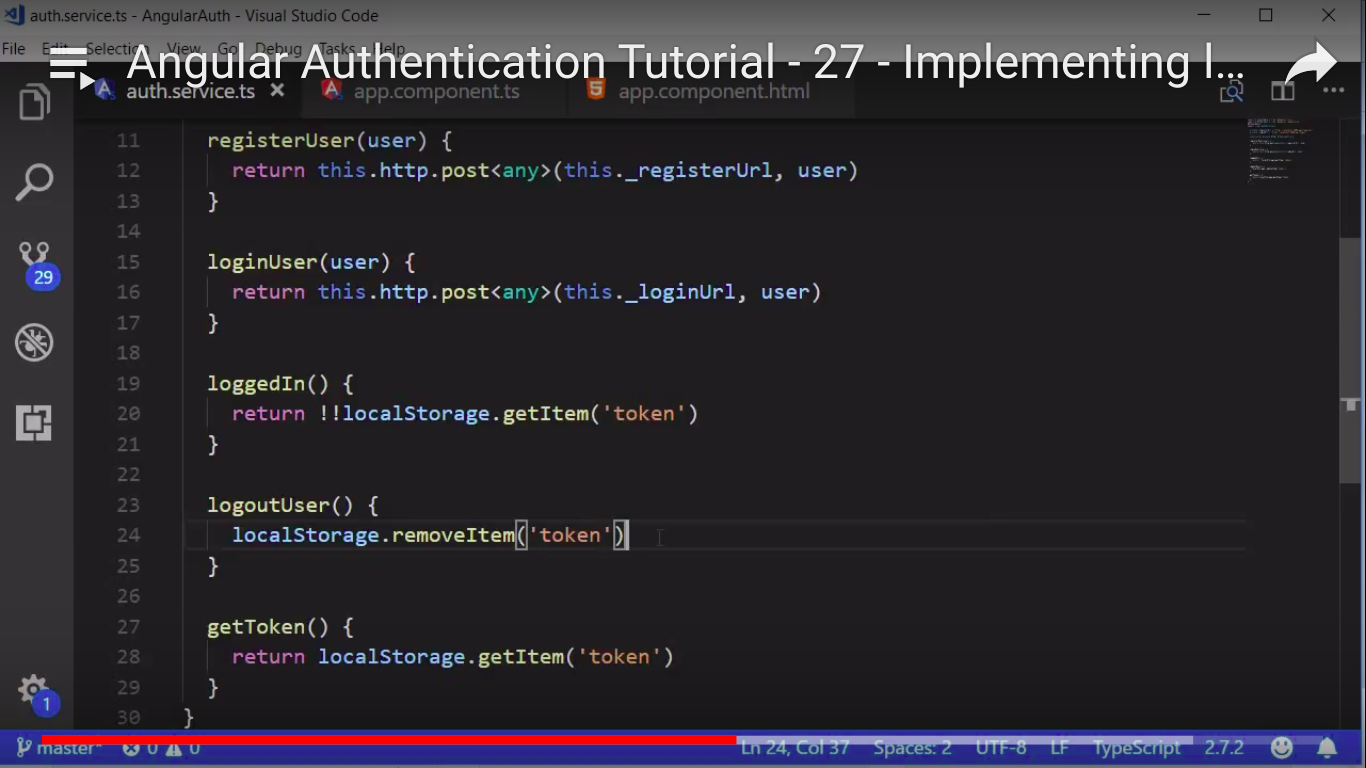 auth.service.ts - AngularAuth - Visual Studio Code
File Edit Selection View Go Debug Tasks Help
Angular Authentication Tutorial - 27 - Implementing l...
auth.service.ts app.component.ts app.component.html
11 registerUser(user) {
12 return this.http.post<any>(this._registerUrl, user)
13 }
14
15 loginUser(user) {
16 return this.http.post<any>(this._loginUrl, user)
17 }
18
19 loggedIn() {
20 return !!localStorage.getItem('token')
21 }
22
23 logoutUser() {
24 localStorage.removeItem('token')
25 }
26
27 getToken() {
28 return localStorage.getItem('token')
29 }
30 }
29
1
master* 0 0 Ln 24, Col 37 Spaces: 2 UTF-8 LF TypeScript 2.7.2